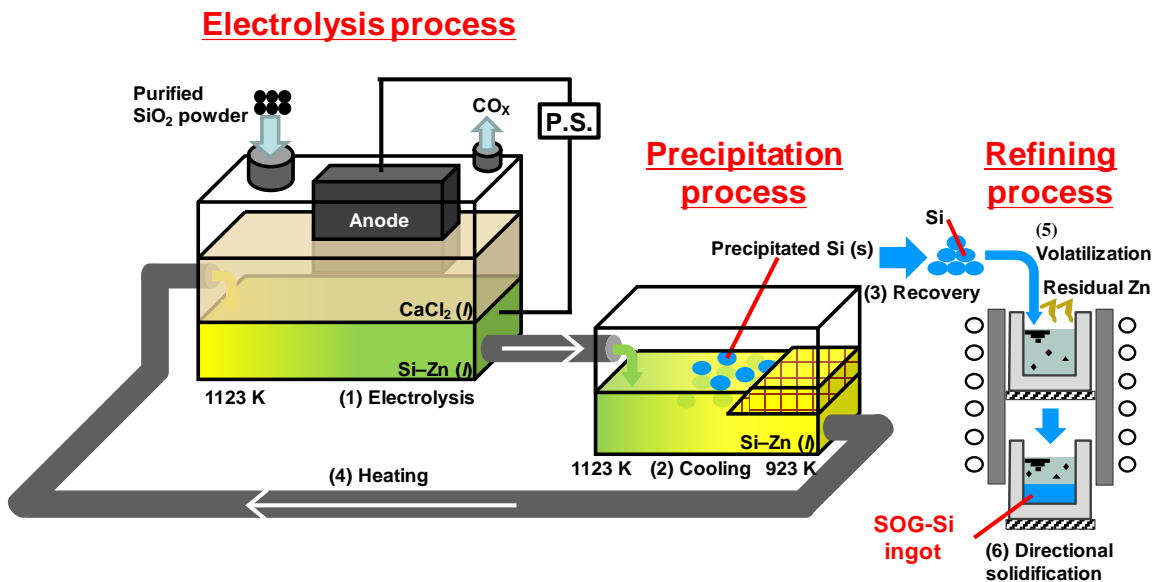 Electrolysis process
Purified
SiO₂ powder
COₓ
P.S.
Anode
CaCl₂ (l)
Si–Zn (l)
1123 K
(1) Electrolysis
Precipitation
process
Precipitated Si (s)
Si–Zn (l)
1123 K
(2) Cooling
923 K
(4) Heating
(3) Recovery
Refining
process
Si
(5)
Volatilization
Residual Zn
SOG-Si
ingot
(6) Directional
solidification